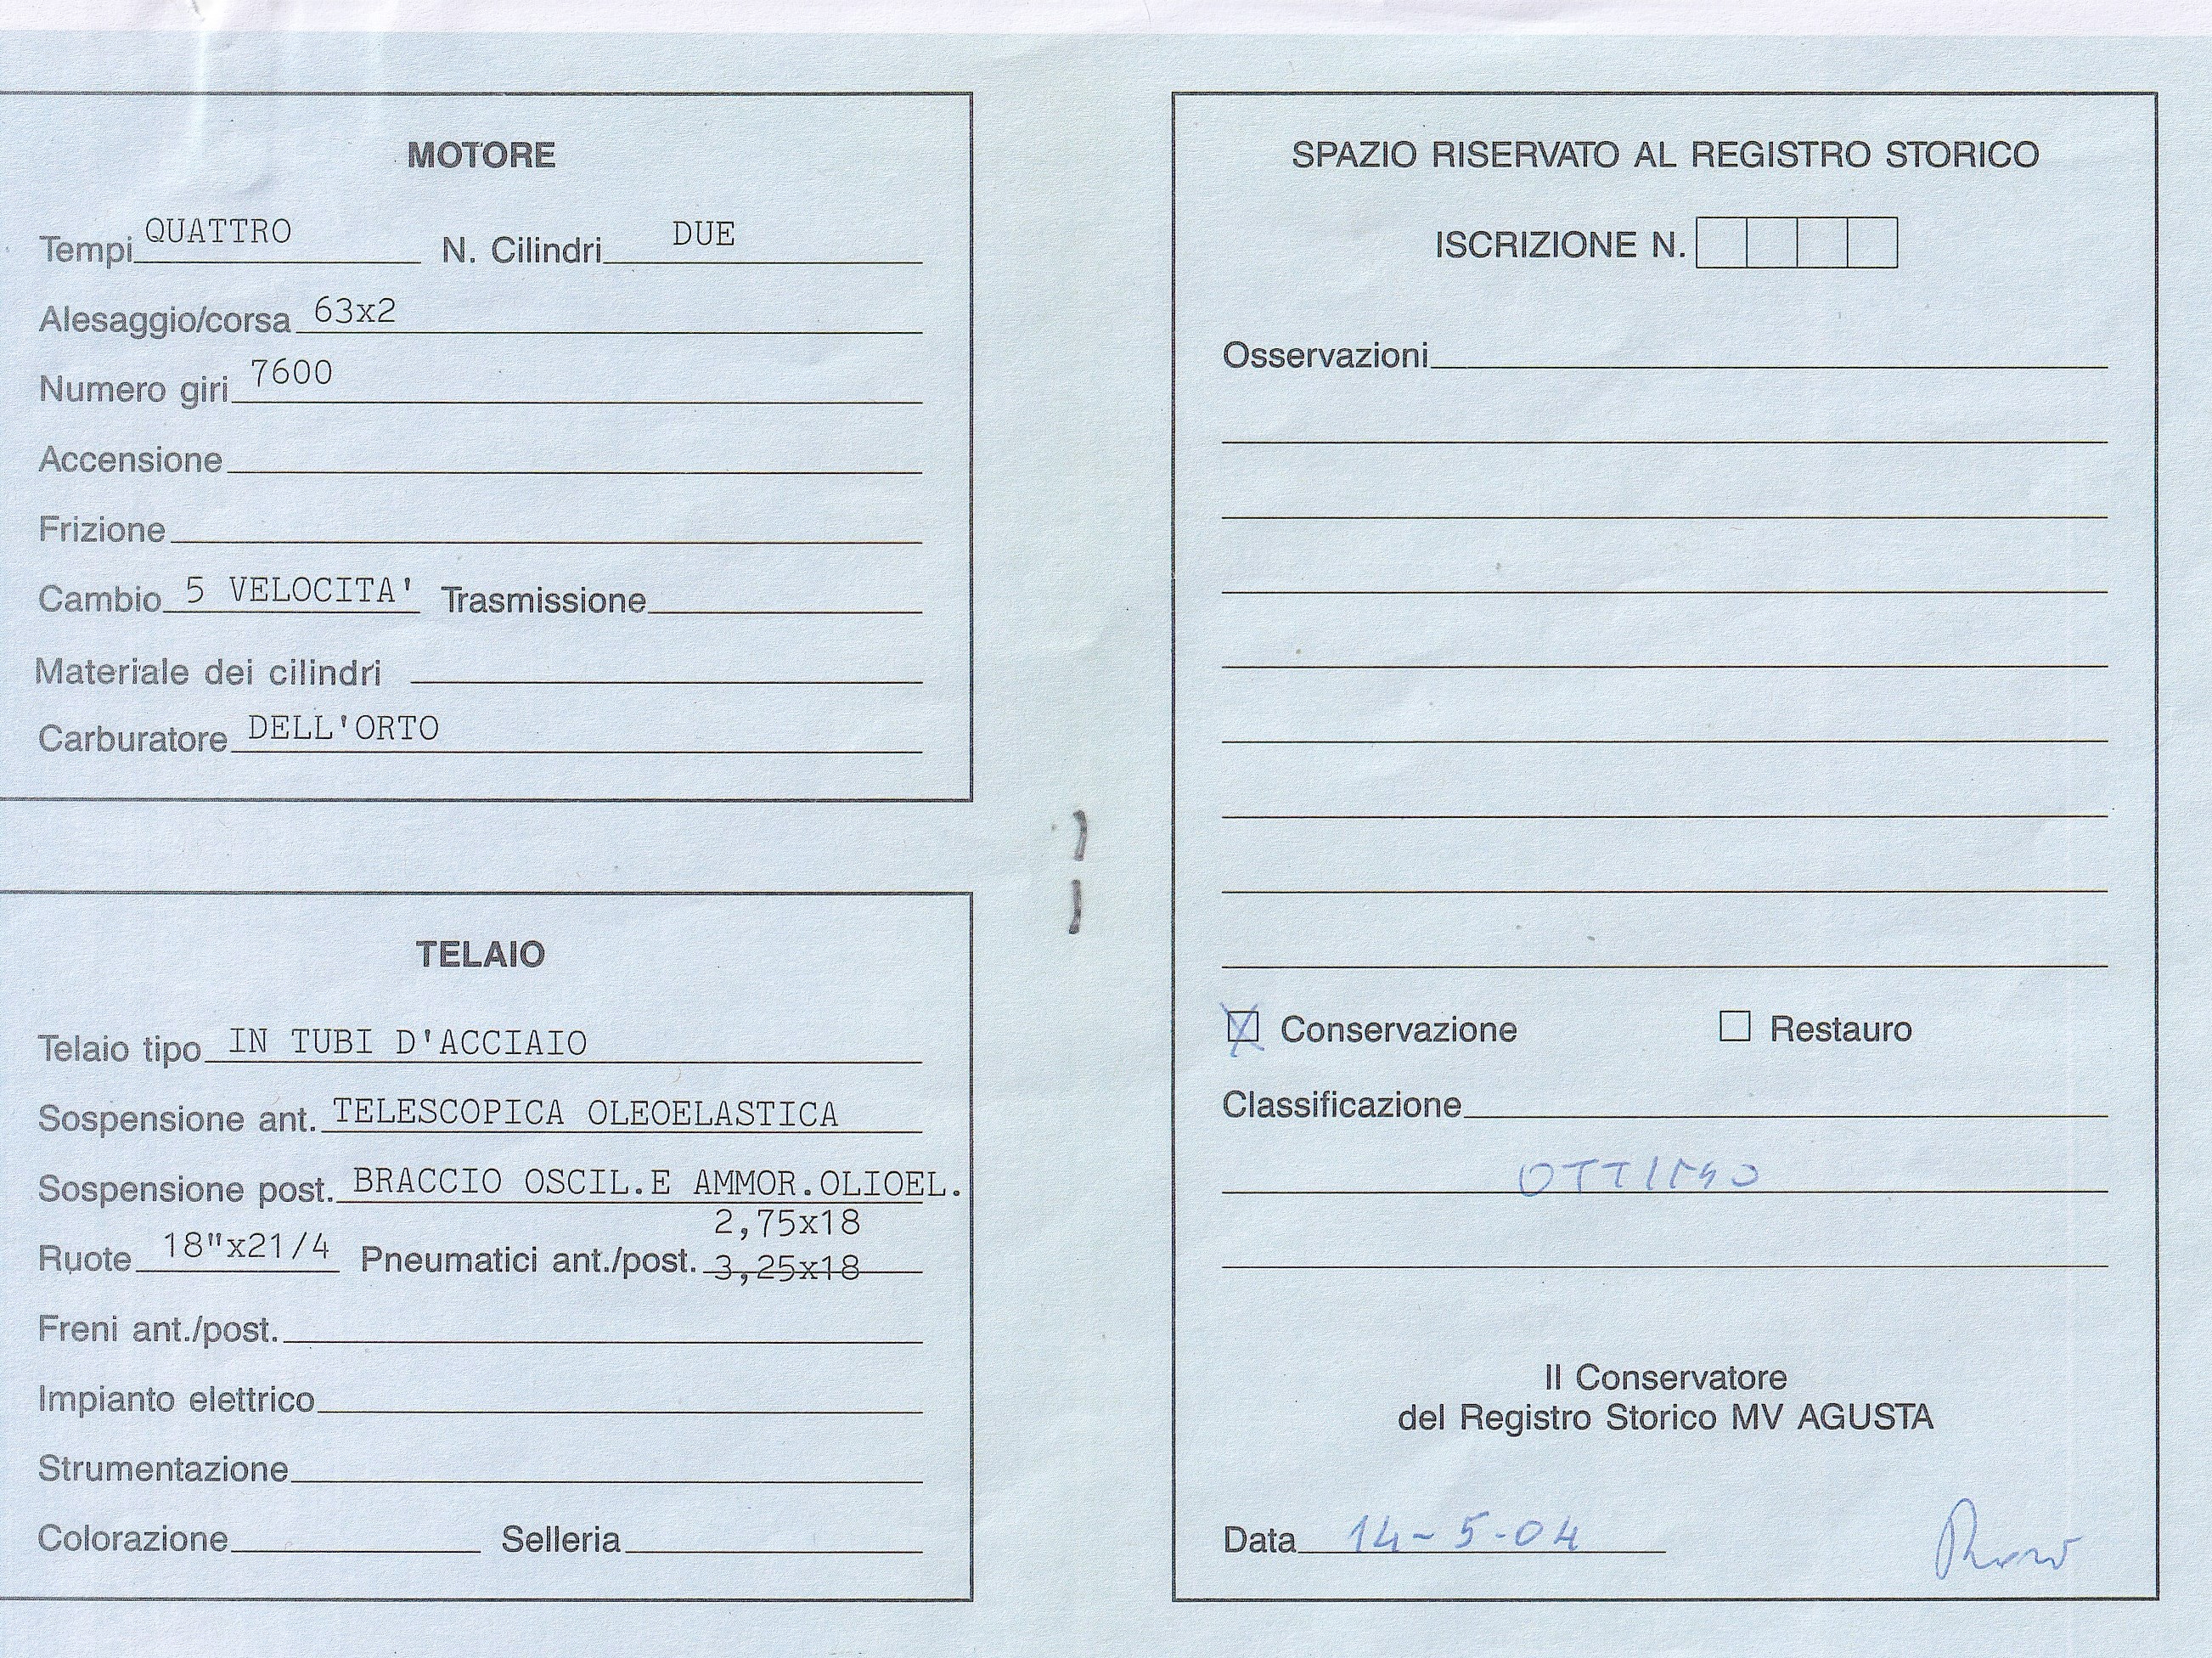 MOTORE
Tempi QUATTRO N. Cilindri DUE
Alesaggio/corsa 63x2
Numero giri 7600
Accensione
Frizione
Cambio 5 VELOCITA' Trasmissione
Materiale dei cilindri
Carburatore DELL'ORTO
TELAIO
Telaio tipo IN TUBI D'ACCIAIO
Sospensione ant. TELESCOPICA OLEOELASTICA
Sospensione post. BRACCIO OSCIL.E AMMOR.OLIOEL.
2,75x18
Ruote 18"x21/4 Pneumatici ant./post. 3,25x18
Freni ant./post.
Impianto elettrico
Strumentazione
Colorazione Selleria
SPAZIO RISERVATO AL REGISTRO STORICO
ISCRIZIONE N.
Osservazioni
Conservazione Restauro
Classificazione
OTTIMO
Il Conservatore
del Registro Storico MV AGUSTA
Data 14-5-04